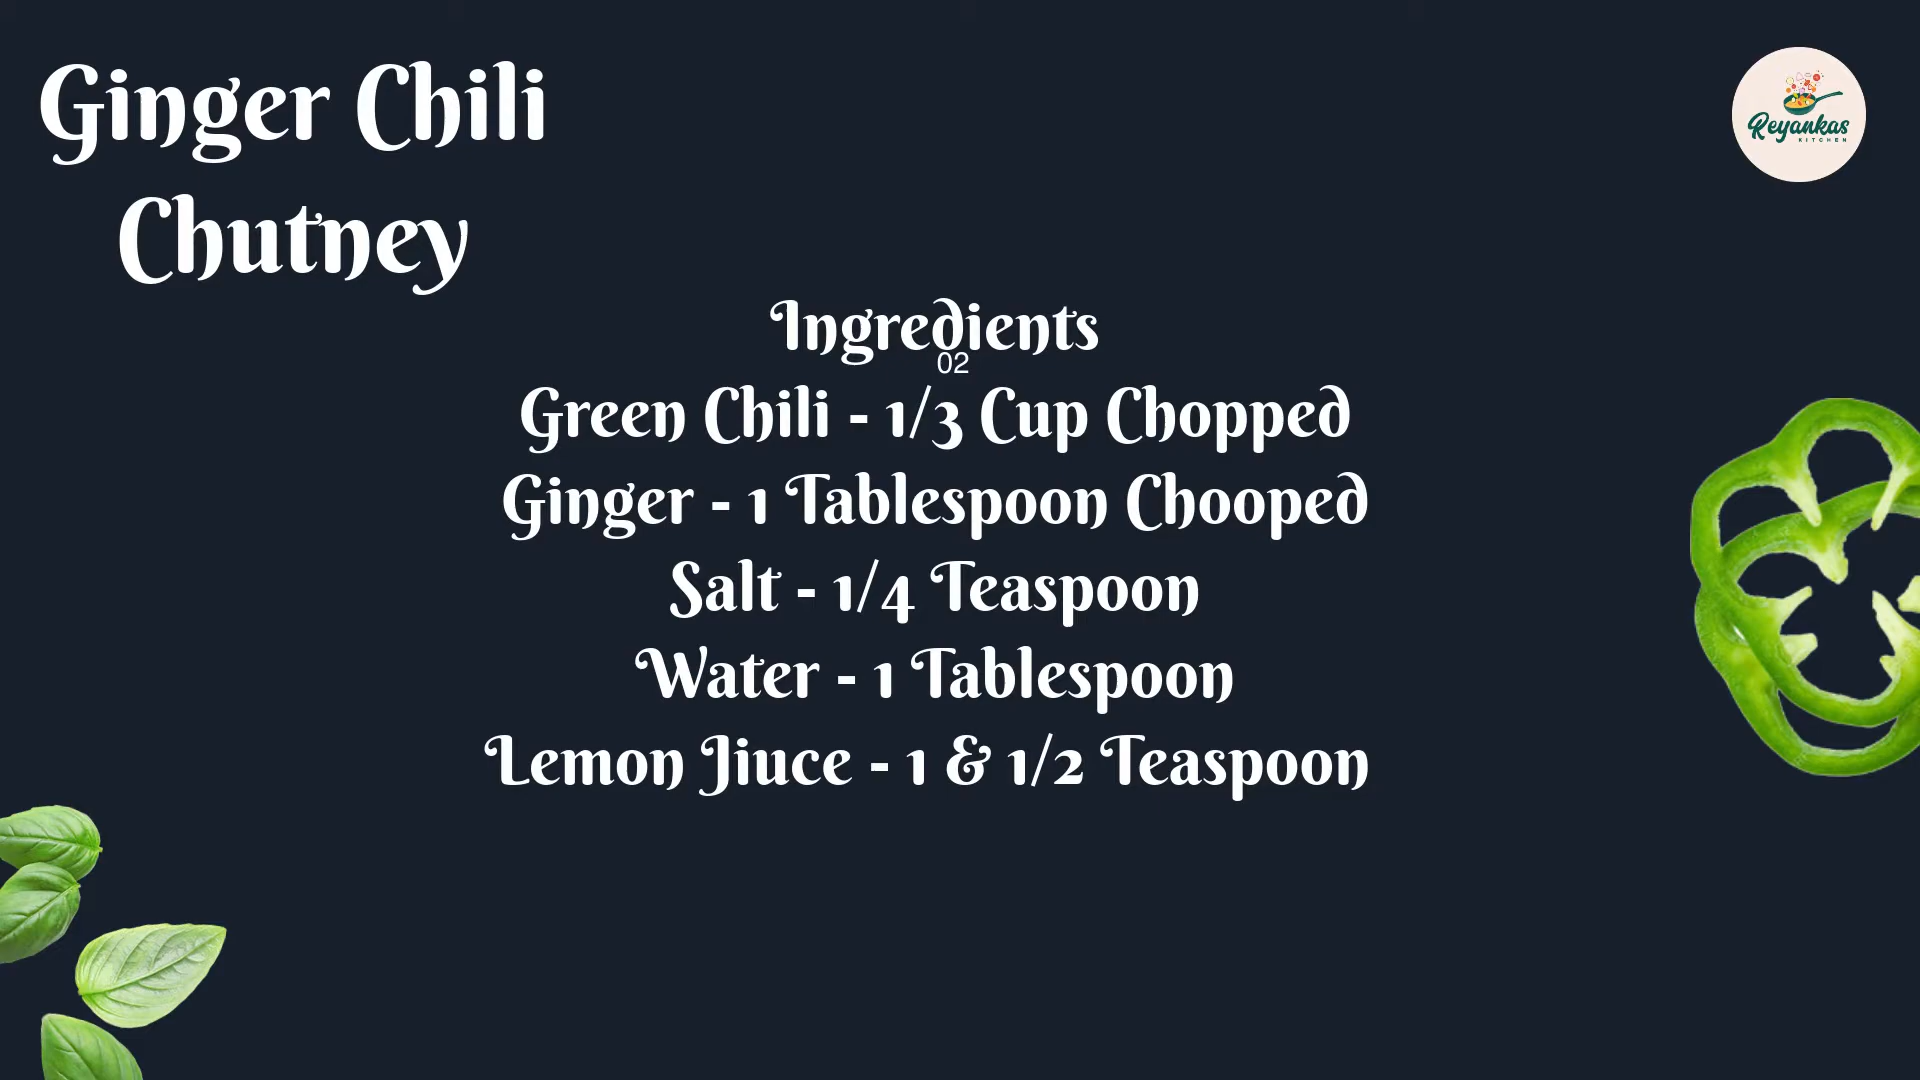 Ginger Chili
Chutney
Reyankas
KITCHEN
Ingredients
02
Green Chili - 1/3 Cup Chopped
Ginger - 1 Tablespoon Chooped
Salt - 1/4 Teaspoon
Water - 1 Tablespoon
Lemon Jiuce - 1 & 1/2 Teaspoon